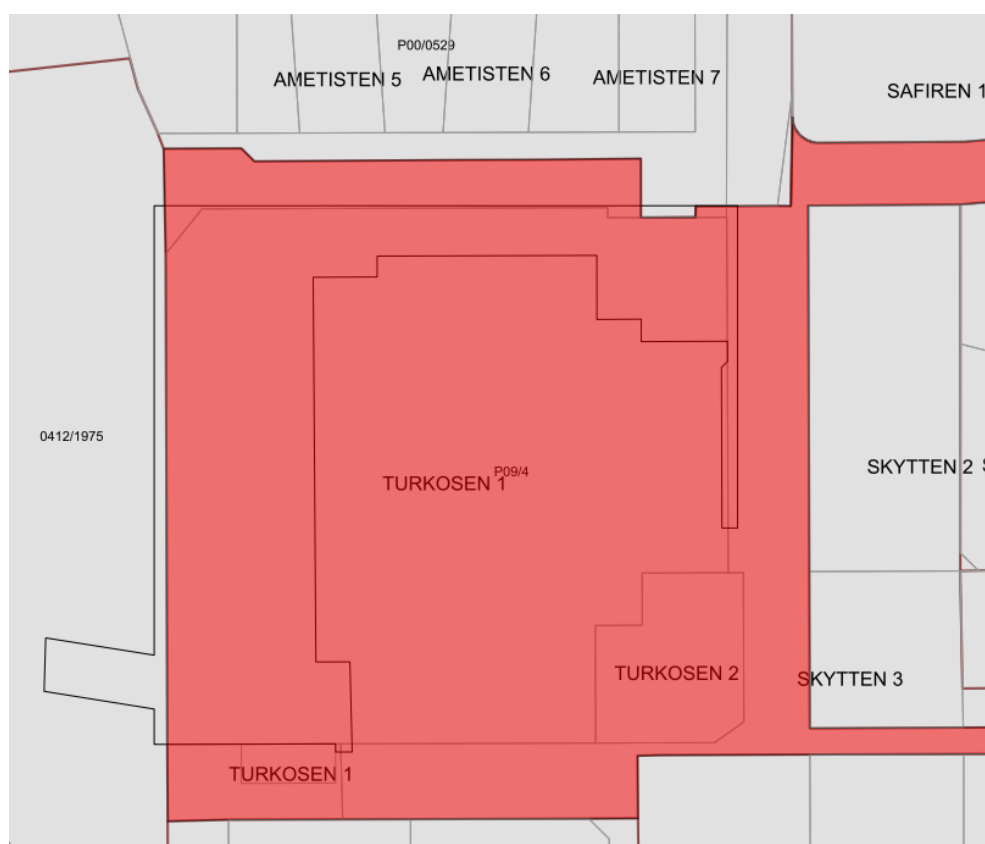 P00/0529
AMETISTEN 5
AMETISTEN 6
AMETISTEN 7
SAFIREN 1
0412/1975
P09/4
TURKOSEN 1
SKYTTEN 2
TURKOSEN 2
SKYTTEN 3
TURKOSEN 1